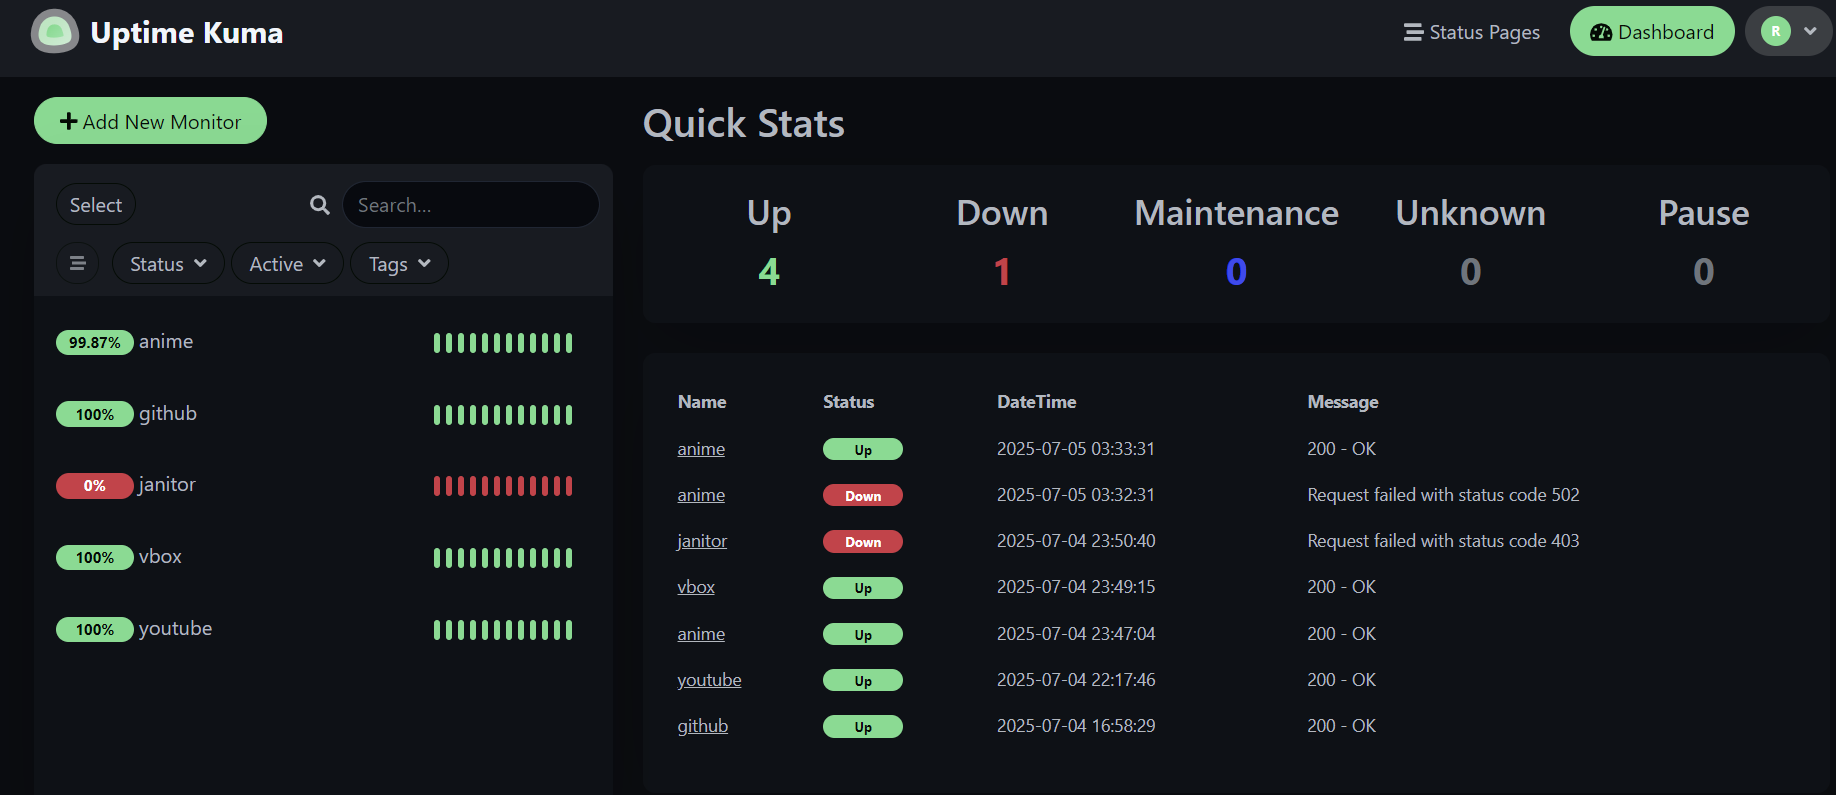 Uptime Kuma
Status Pages
Dashboard
R
Add New Monitor
Select
Search...
Status
Active
Tags
99.87% anime
100% github
0% janitor
100% vbox
100% youtube
Quick Stats
Up Down Maintenance Unknown Pause
4 1 0 0 0
Name Status DateTime Message
anime Up 2025-07-05 03:33:31 200 - OK
anime Down 2025-07-05 03:32:31 Request failed with status code 502
janitor Down 2025-07-04 23:50:40 Request failed with status code 403
vbox Up 2025-07-04 23:49:15 200 - OK
anime Up 2025-07-04 23:47:04 200 - OK
youtube Up 2025-07-04 22:17:46 200 - OK
github Up 2025-07-04 16:58:29 200 - OK